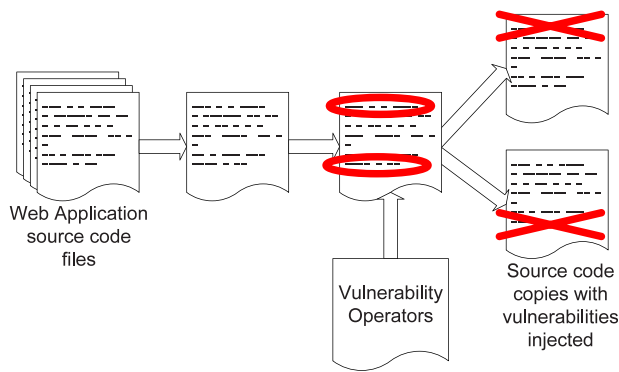 Web Application
source code
files
Vulnerability
Operators
Source code
copies with
vulnerabilities
injected